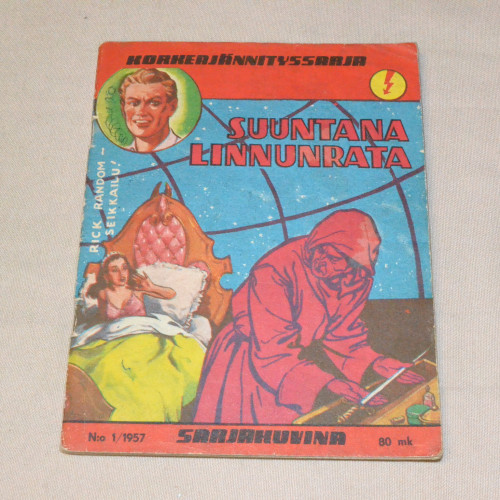 KORKEAJÄNNITYSSARJA
SUUNTANA
LINNUNRATA
RICK RANDOM –
SEIKKAILU!
N:o 1/1957
SARJAKUVINA
80 mk